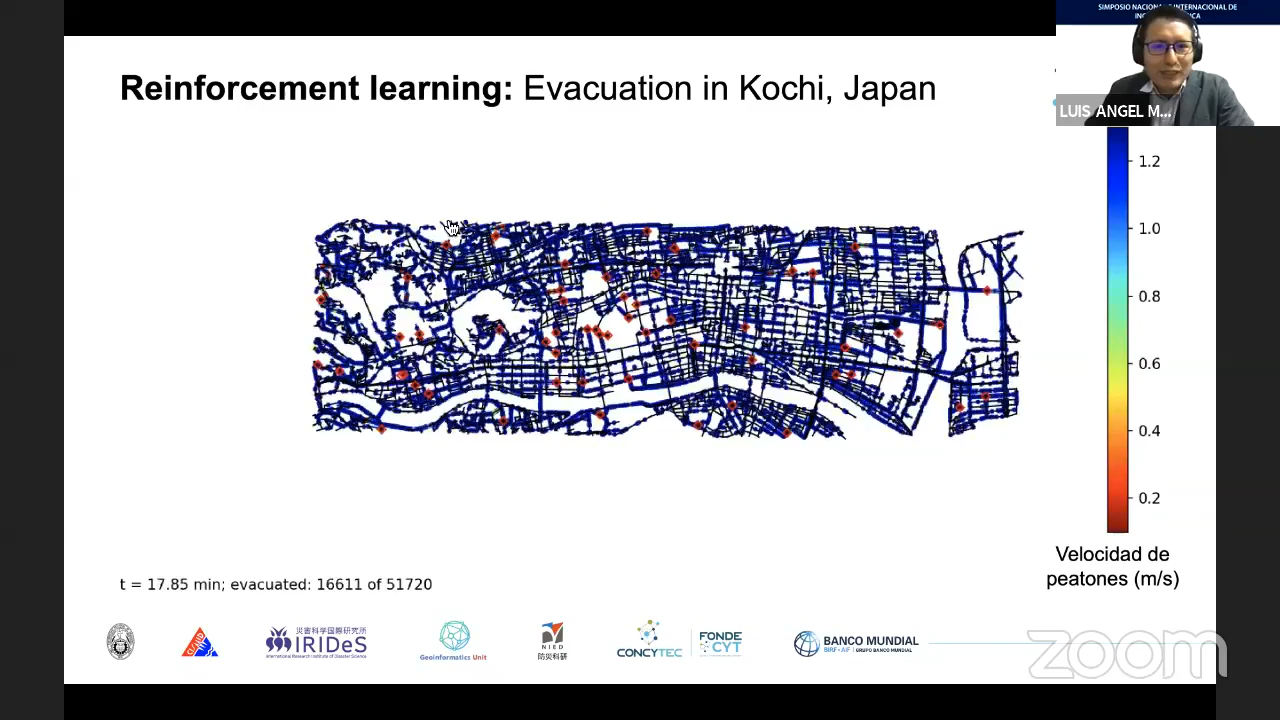 SIMPOSIO NACIONAL E INTERNACIONAL DE
Reinforcement learning: Evacuation in Kochi, Japan
LUIS ANGEL M...
1.2
1.0
0.8
0.6
0.4
0.2
Velocidad de
peatones (m/s)
t = 17.85 min; evacuated: 16611 of 51720
CISMID
災害科学国際研究所
IRIDeS
International Research Institute of Disaster Science
Geoinformatics Unit
NIED
防災科研
CONCYTEC
FONDE
CYT
BANCO MUNDIAL
BIRF • AIF | GRUPO BANCO MUNDIAL
zoom